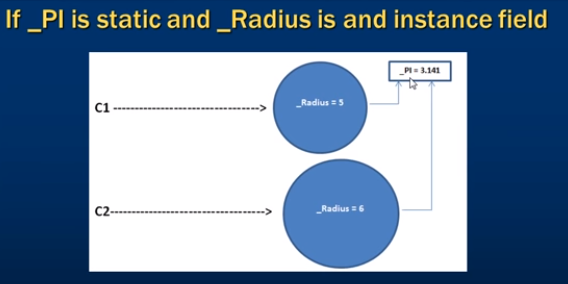 If _PI is static and _Radius is and instance field
_PI = 3.141
C1 --------------------------------> _Radius = 5
C2--------------------------------> _Radius = 6